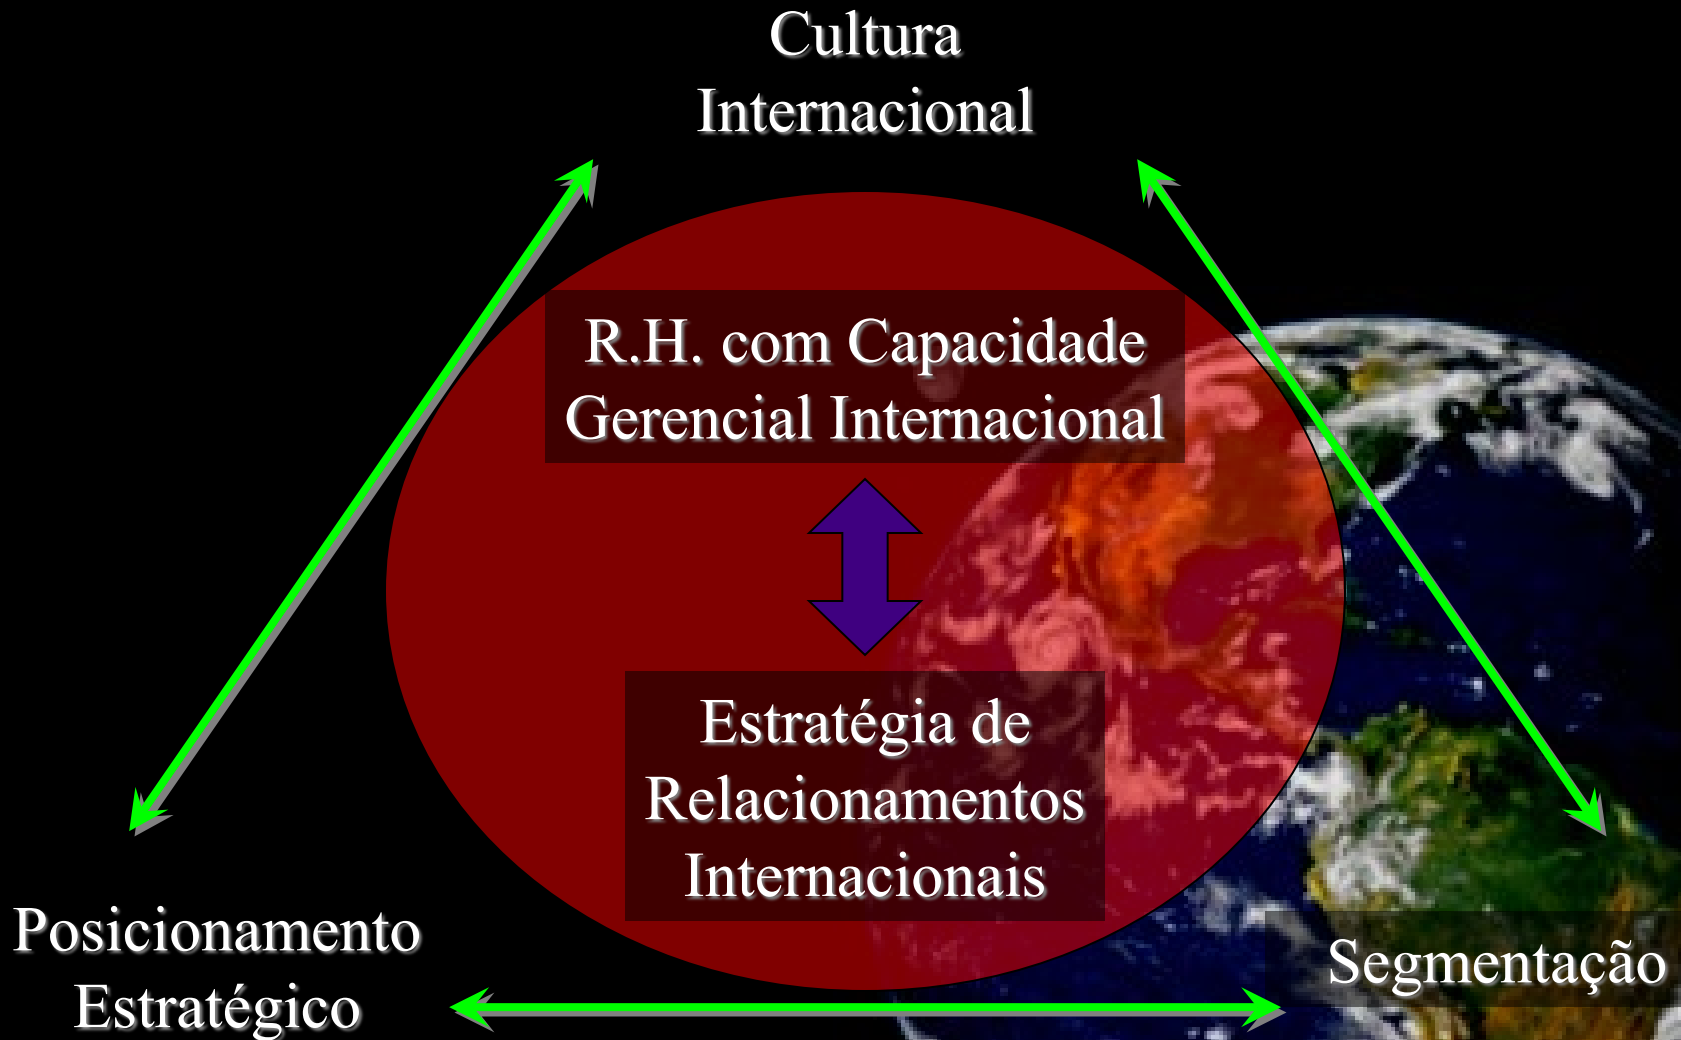 Cultura
Internacional
R.H. com Capacidade
Gerencial Internacional
Estratégia de
Relacionamentos
Internacionais
Posicionamento
Estratégico
Segmentação